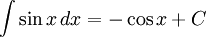 ∫ sin x dx = − cos x + C